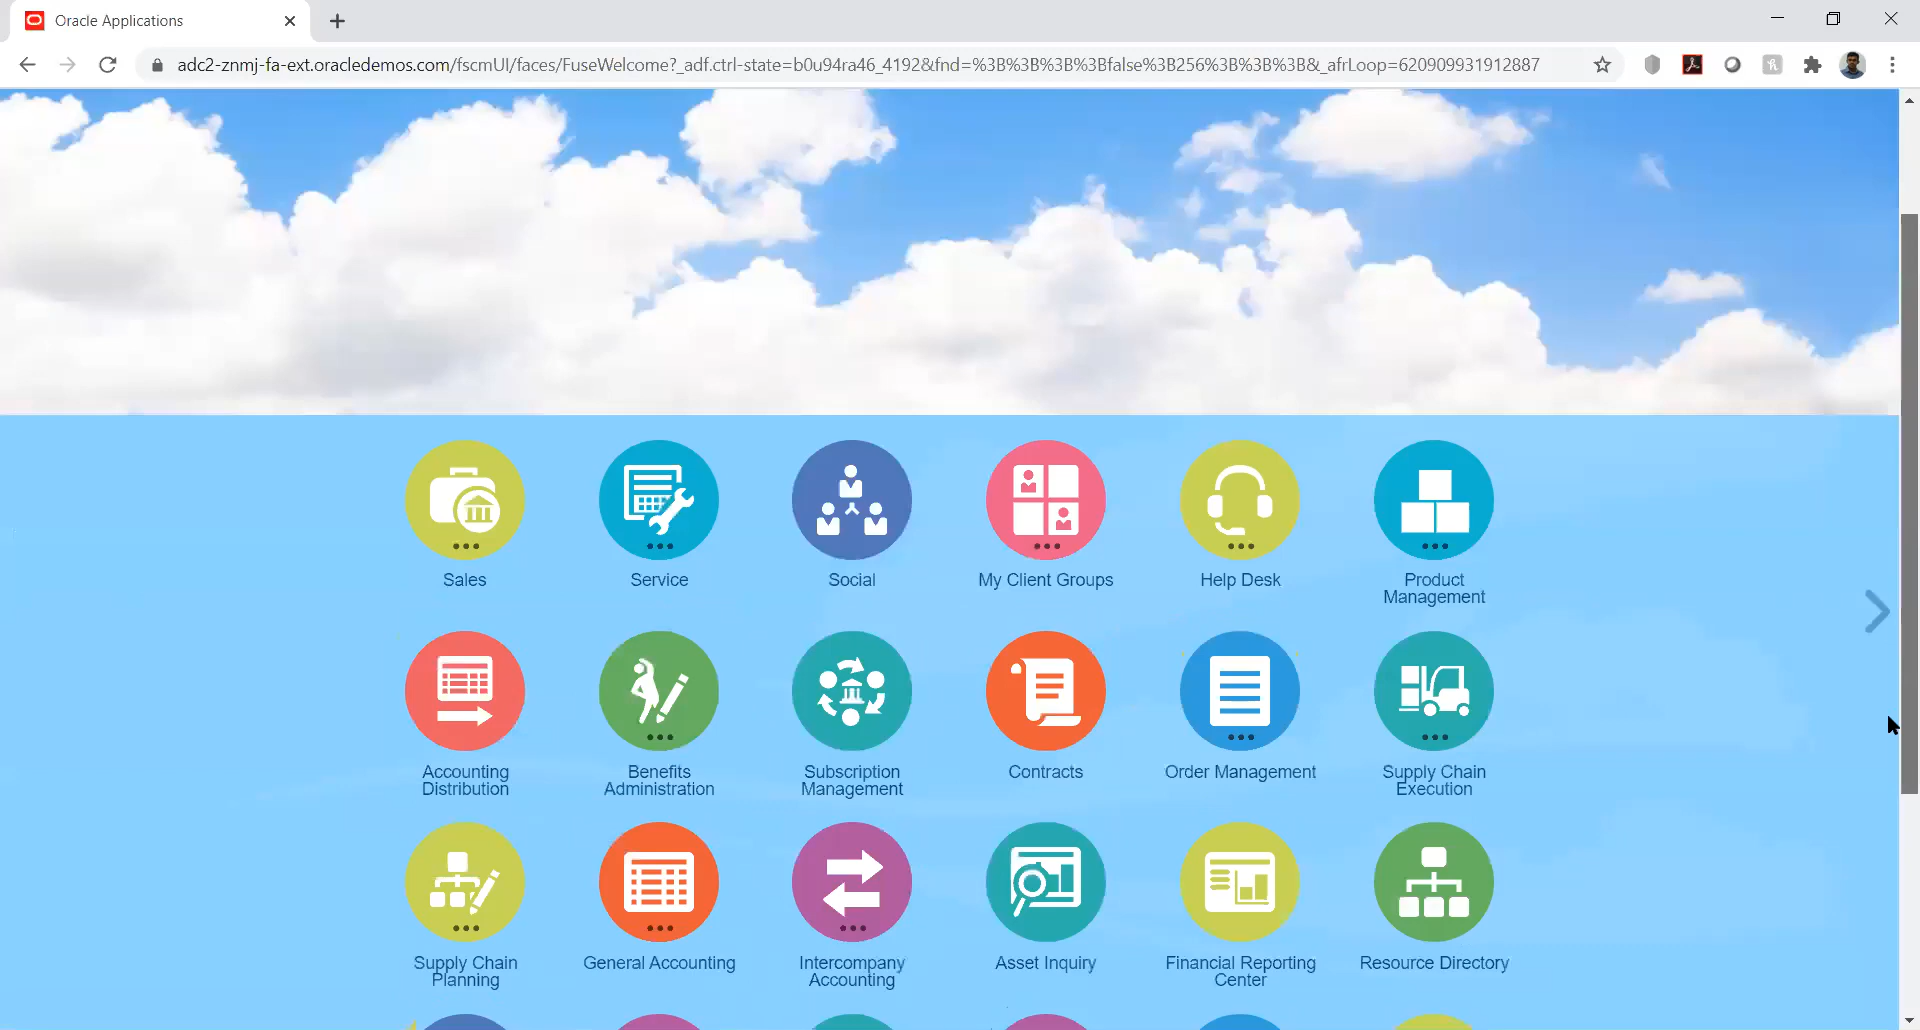 Oracle Applications
adc2-znmj-fa-ext.oracledemos.com/fscmUI/faces/FuseWelcome?_adf.ctrl-state=b0u94ra46_4192&fnd=%3B%3B%3B%3Bfalse%3B256%3B%3B%3B&_afrLoop=620909931912887
Sales
Service
Social
My Client Groups
Help Desk
Product
Management
Accounting
Distribution
Benefits
Administration
Subscription
Management
Contracts
Order Management
Supply Chain
Execution
Supply Chain
Planning
General Accounting
Intercompany
Accounting
Asset Inquiry
Financial Reporting
Center
Resource Directory